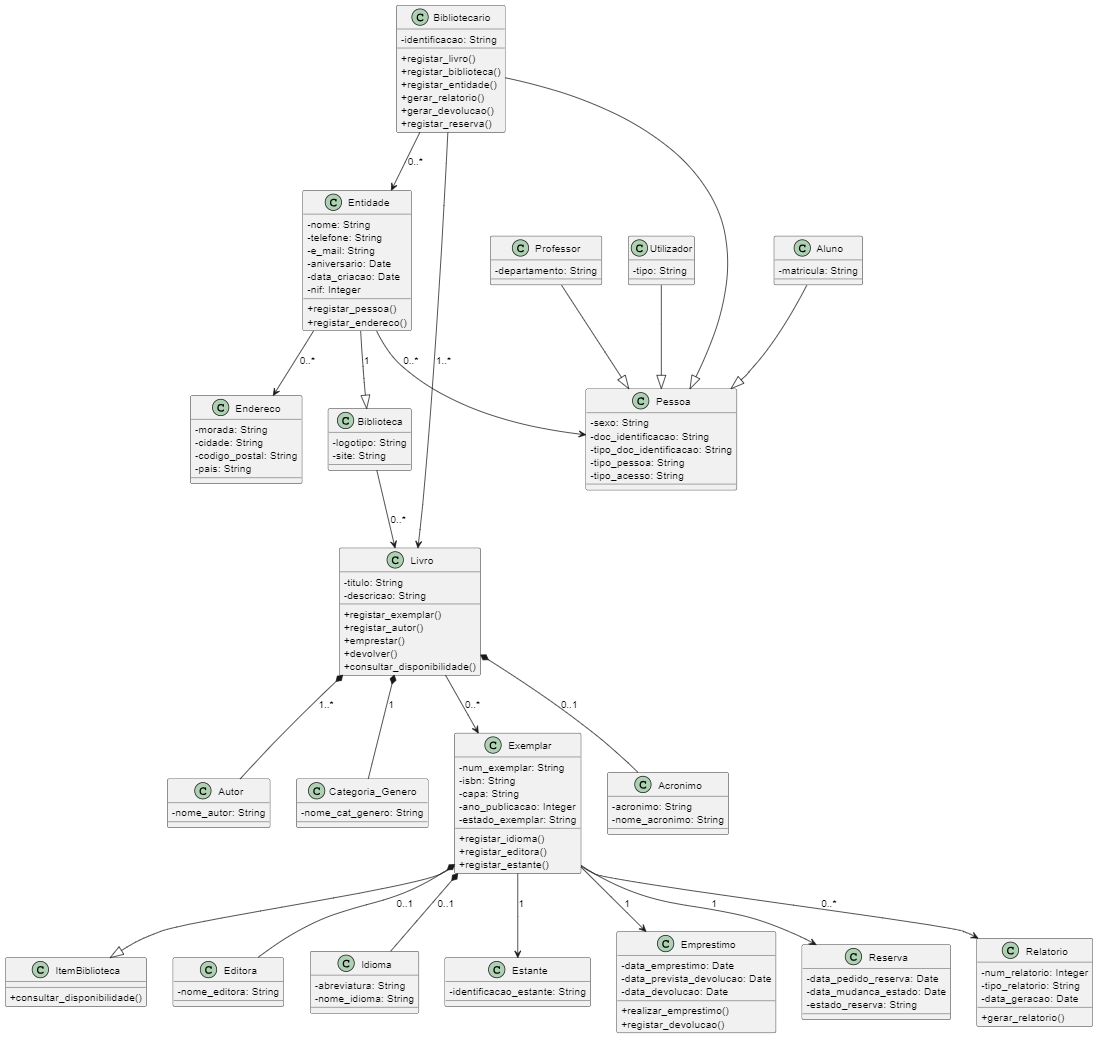 C Bibliotecario
-identificacao: String
+registar_livro()
+registar_biblioteca()
+registar_entidade()
+gerar_relatorio()
+gerar_devolucao()
+registar_reserva()
0..*
C Entidade
-nome: String
-telefone: String
-e_mail: String
-aniversario: Date
-data_criacao: Date
-nif: Integer
+registar_pessoa()
+registar_endereco()
C Professor
-departamento: String
C Utilizador
-tipo: String
C Aluno
-matricula: String
0..*
1
0..*
1..*
C Endereco
-morada: String
-cidade: String
-codigo_postal: String
-pais: String
C Biblioteca
-logotipo: String
-site: String
C Pessoa
-sexo: String
-doc_identificacao: String
-tipo_doc_identificacao: String
-tipo_pessoa: String
-tipo_acesso: String
0..*
C Livro
-titulo: String
-descricao: String
+registar_exemplar()
+registar_autor()
+emprestar()
+devolver()
+consultar_disponibilidade()
1..*
1
0..*
0..1
C Autor
-nome_autor: String
C Categoria_Genero
-nome_cat_genero: String
C Exemplar
-num_exemplar: String
-isbn: String
-capa: String
-ano_publicacao: Integer
-estado_exemplar: String
+registar_idioma()
+registar_editora()
+registar_estante()
C Acronimo
-acronimo: String
-nome_acronimo: String
0..1
0..1
1
1
1
0..*
C ItemBiblioteca
+consultar_disponibilidade()
C Editora
-nome_editora: String
C Idioma
-abreviatura: String
-nome_idioma: String
C Estante
-identificacao_estante: String
C Emprestimo
-data_emprestimo: Date
-data_prevista_devolucao: Date
-data_devolucao: Date
+realizar_emprestimo()
+registar_devolucao()
C Reserva
-data_pedido_reserva: Date
-data_mudanca_estado: Date
-estado_reserva: String
C Relatorio
-num_relatorio: Integer
-tipo_relatorio: String
-data_geracao: Date
+gerar_relatorio()